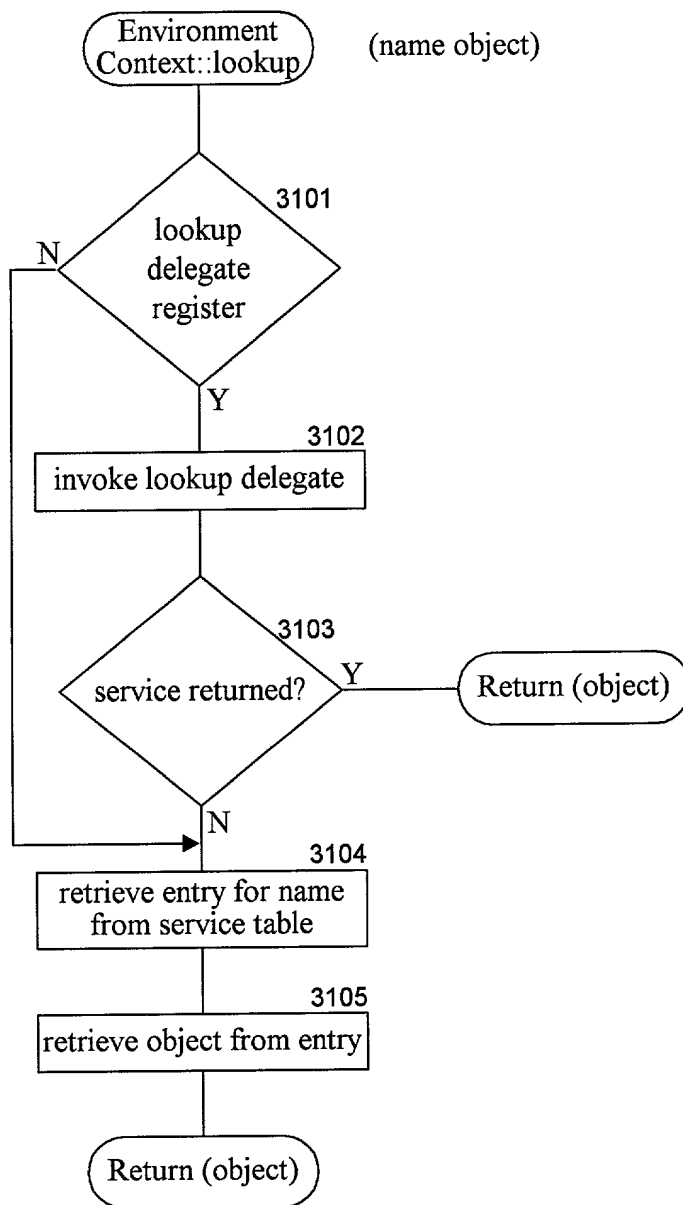 Environment
Context::lookup
(name object)
3101
lookup
delegate
register
N
Y
3102
invoke lookup delegate
3103
service returned?
Y
Return (object)
N
3104
retrieve entry for name
from service table
3105
retrieve object from entry
Return (object)